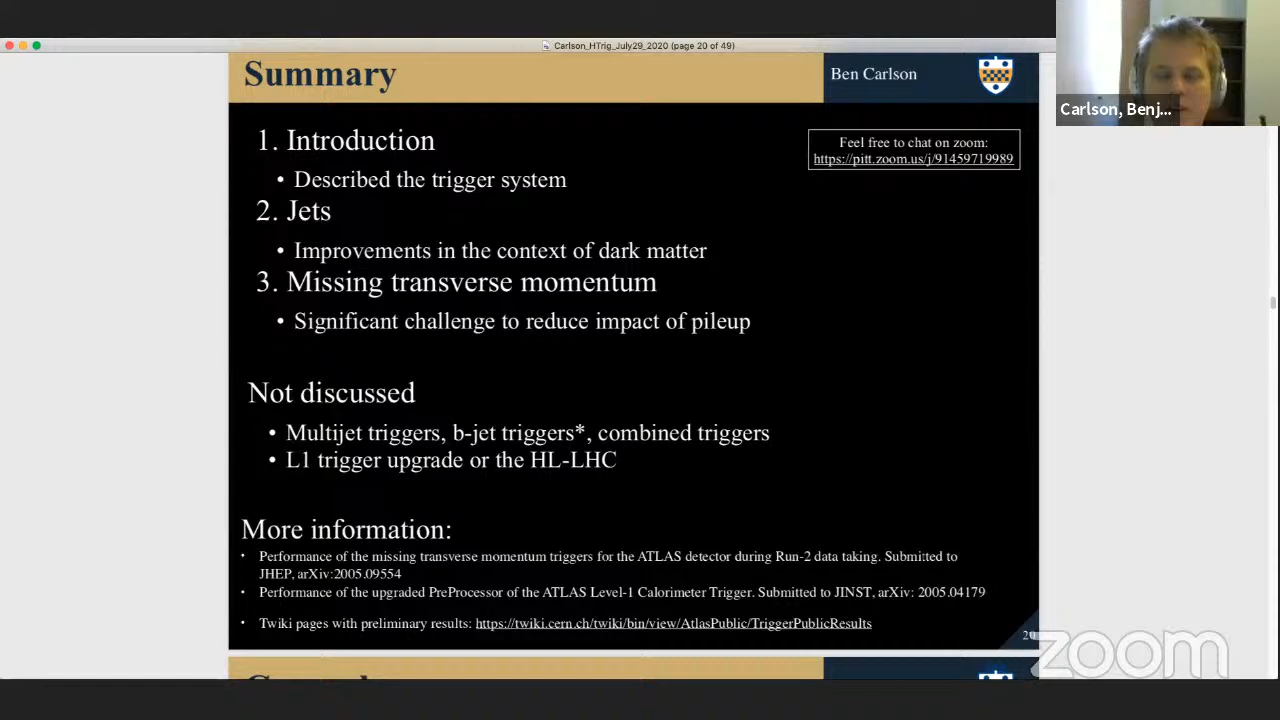 Carlson_HTrig_July29_2020 (page 20 of 49)
Summary
Ben Carlson
Carlson, Benj...
1. Introduction
Feel free to chat on zoom:
https://pitt.zoom.us/j/91459719989
• Described the trigger system
2. Jets
• Improvements in the context of dark matter
3. Missing transverse momentum
• Significant challenge to reduce impact of pileup
Not discussed
• Multijet triggers, b-jet triggers*, combined triggers
• L1 trigger upgrade or the HL-LHC
More information:
• Performance of the missing transverse momentum triggers for the ATLAS detector during Run-2 data taking. Submitted to
JHEP, arXiv:2005.09554
• Performance of the upgraded PreProcessor of the ATLAS Level-1 Calorimeter Trigger. Submitted to JINST, arXiv: 2005.04179
• Twiki pages with preliminary results: https://twiki.cern.ch/twiki/bin/view/AtlasPublic/TriggerPublicResults
20
zoom